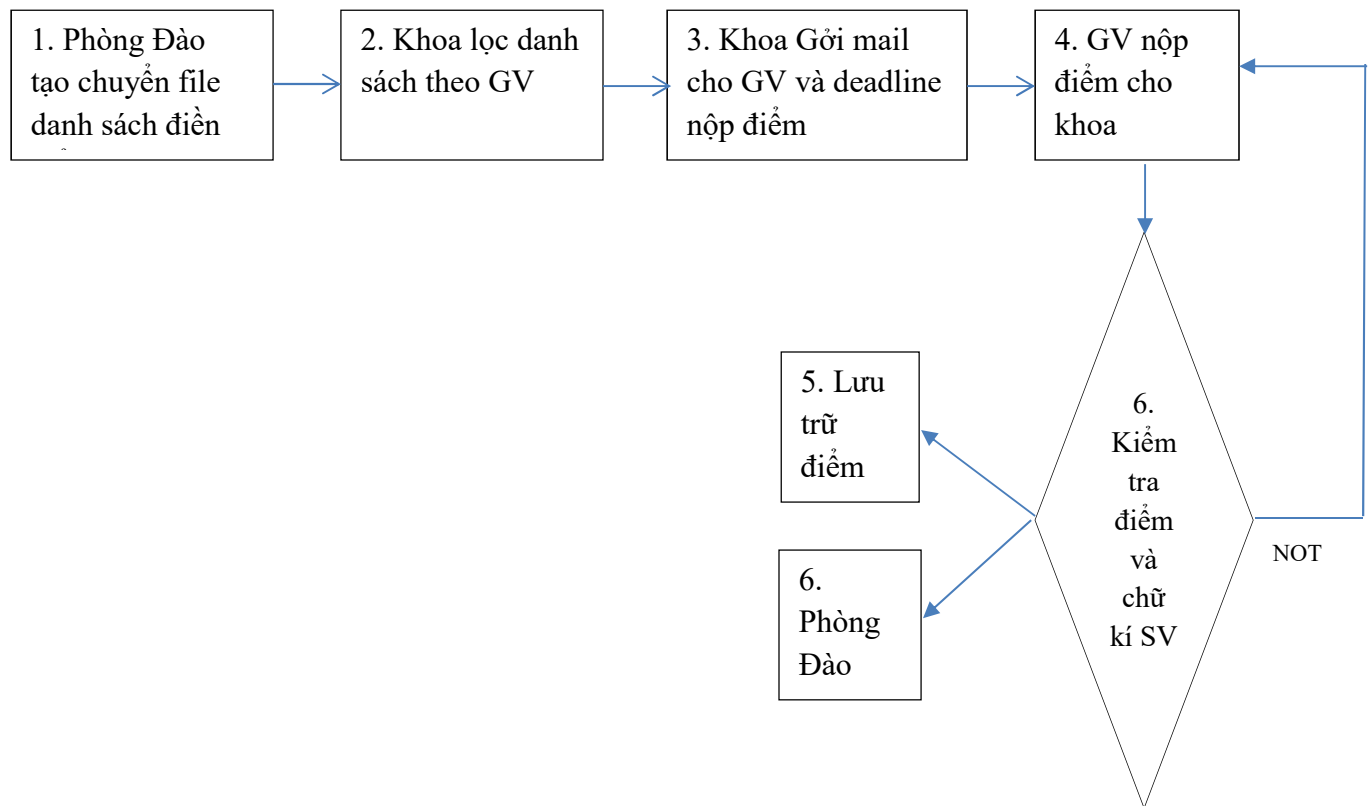 1. Phòng Đào
tạo chuyển file
danh sách điền
2. Khoa lọc danh
sách theo GV
3. Khoa Gởi mail
cho GV và deadline
nộp điểm
4. GV nộp
điểm cho
khoa
5. Lưu
trữ
điểm
6.
Kiểm
tra
điểm
và
chữ
kí SV
NOT
6.
Phòng
Đào